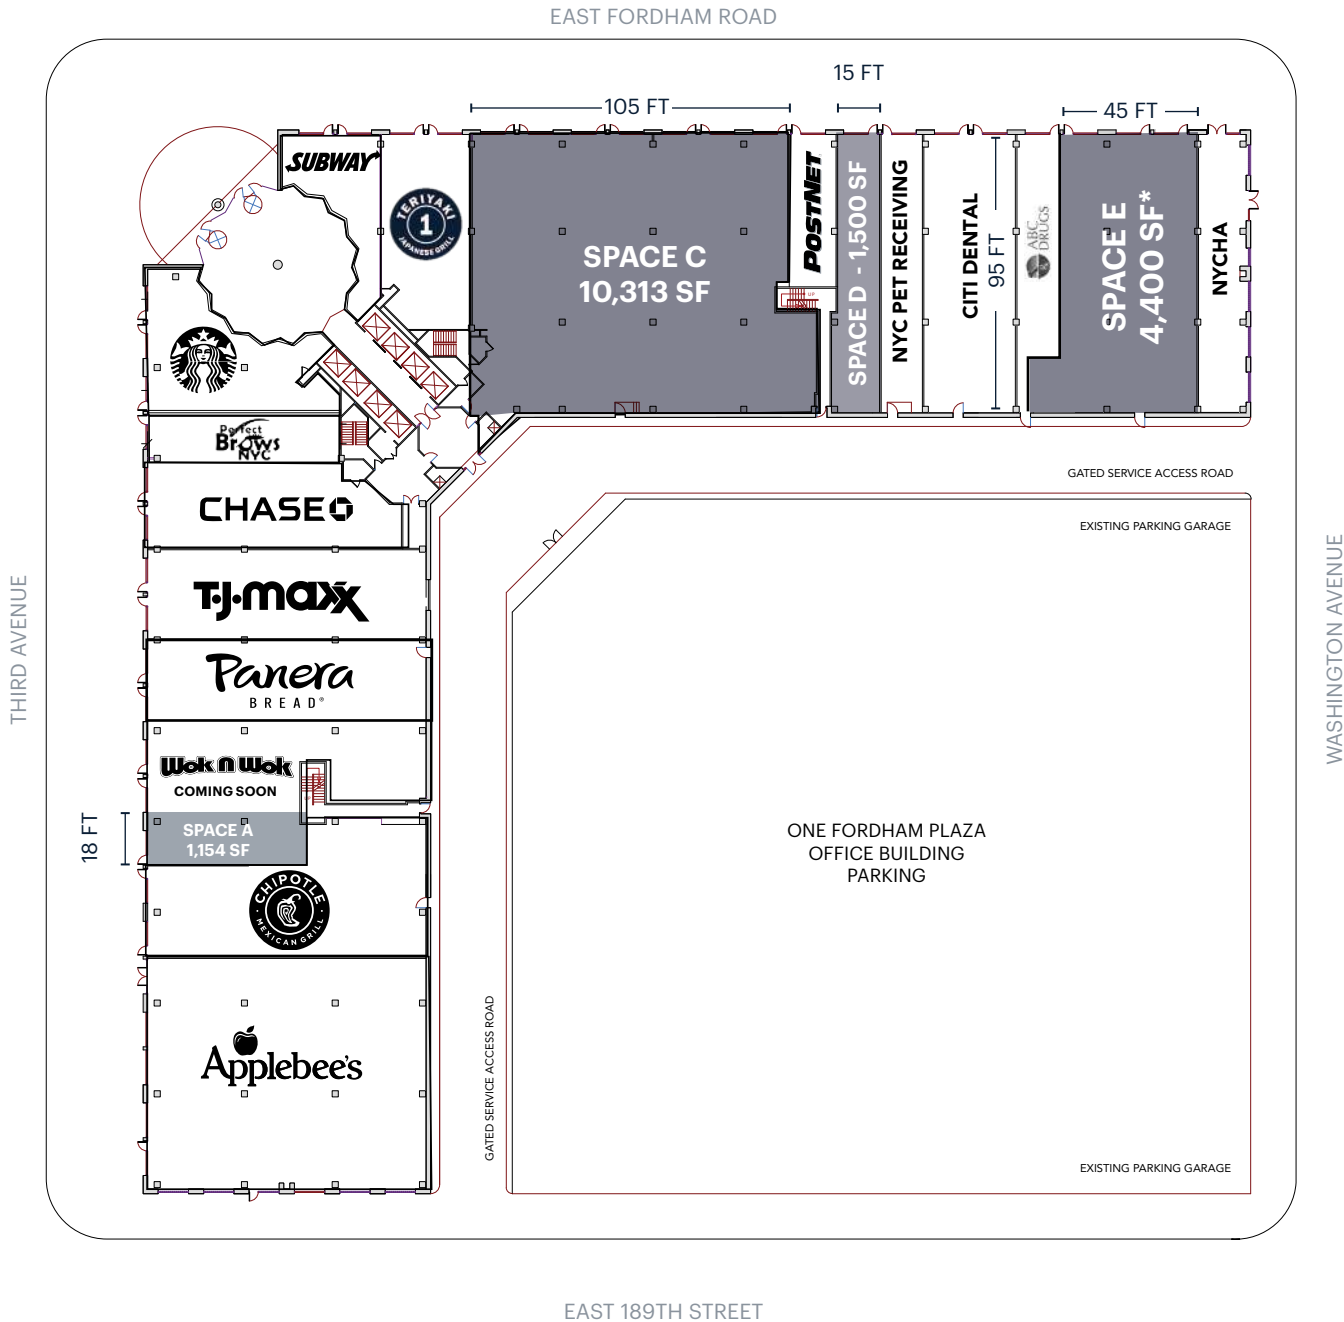 EAST FORDHAM ROAD
15 FT
105 FT
45 FT
SUBWAY
TERIYAKI
1
JAPANESE GRILL
SPACE C
10,313 SF
POSTNET
UP
SPACE D - 1,500 SF
NYC PET RECEIVING
CITI DENTAL
95 FT
ABC
DRUGS
SPACE E
4,400 SF*
NYCHA
Perfect
Brows
NYC
CHASE
GATED SERVICE ACCESS ROAD
EXISTING PARKING GARAGE
T·J·maxx
Panera
BREAD®
Wok n Wok
COMING SOON
18 FT
SPACE A
1,154 SF
CHIPOTLE
MEXICAN GRILL
Applebee's
THIRD AVENUE
WASHINGTON AVENUE
ONE FORDHAM PLAZA
OFFICE BUILDING
PARKING
GATED SERVICE ACCESS ROAD
EXISTING PARKING GARAGE
EAST 189TH STREET